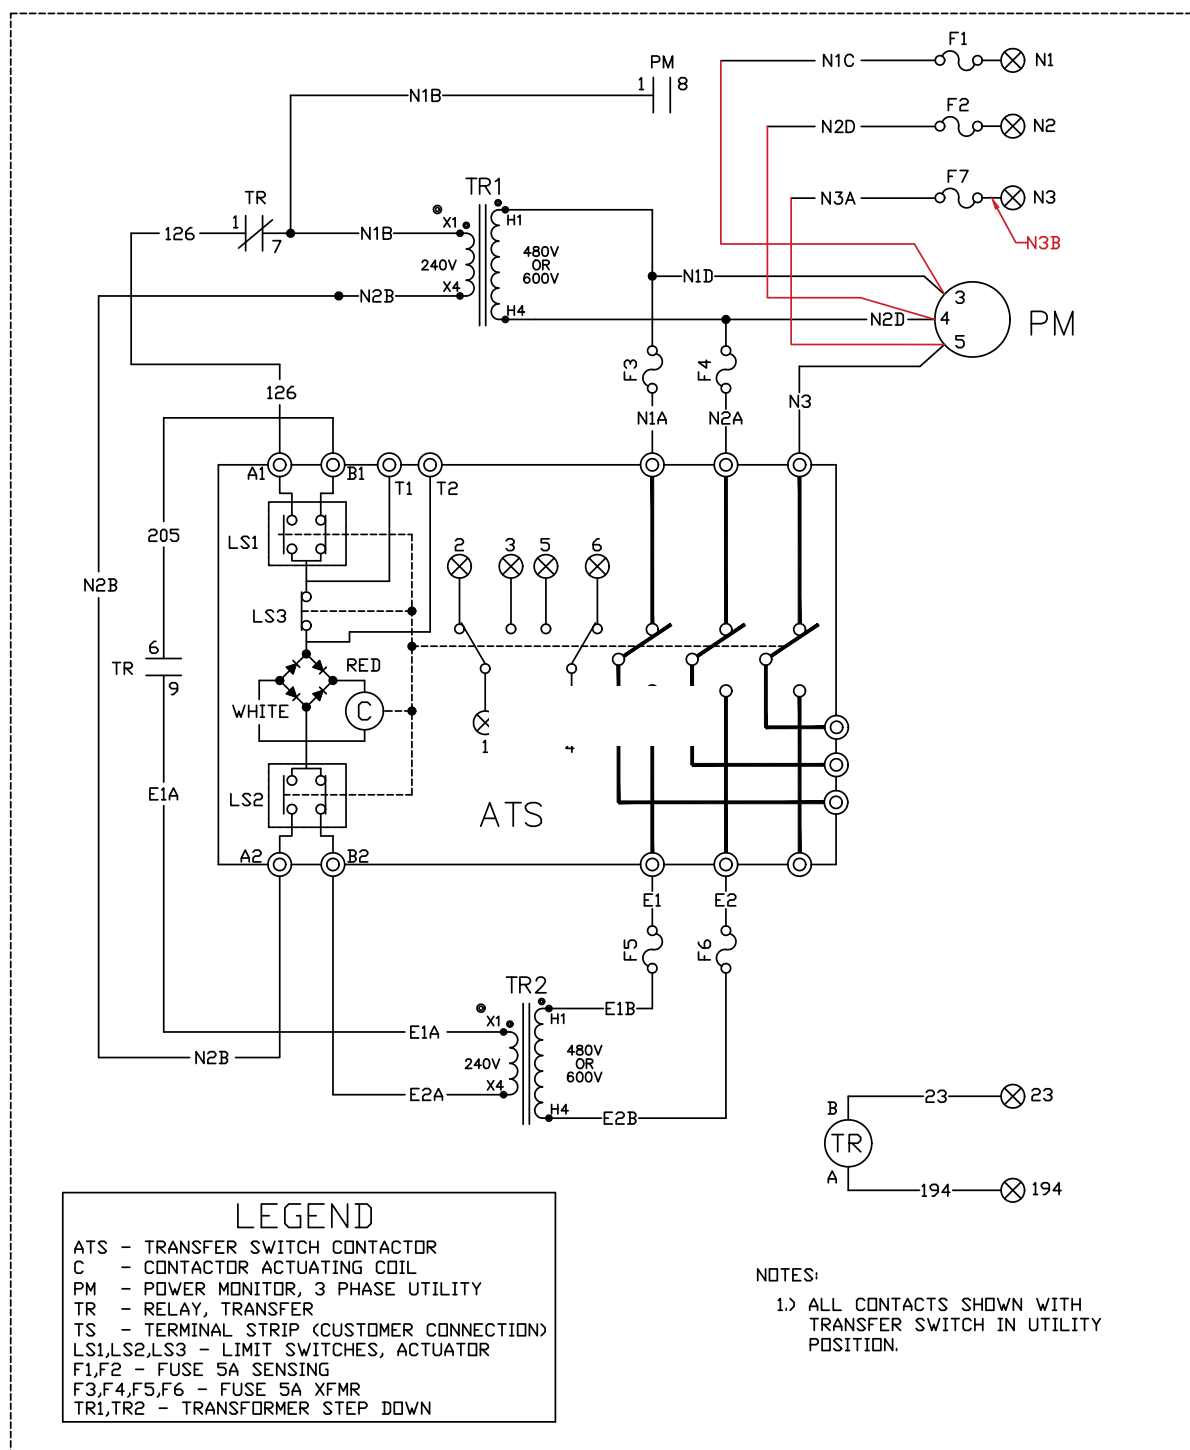 F1
N1C
N1
PM
1
8
N1B
F2
N2D
N2
F7
N3A
N3
N3B
TR
1
7
126
N1B
TR1
X1
H1
240V
480V
OR
600V
X4
H4
N2B
N1D
N2D
3
4
5
PM
F3
F4
126
N1A
N2A
N3
A1
B1
T1
T2
205
LS1
2
3
5
6
N2B
LS3
6
TR
9
RED
WHITE
C
1
4
E1A
LS2
ATS
A2
B2
E1
E2
F5
F6
TR2
X1
H1
E1B
E1A
240V
480V
OR
600V
N2B
X4
H4
E2A
E2B
B
23
23
TR
A
194
194
LEGEND
ATS - TRANSFER SWITCH CONTACTOR
C - CONTACTOR ACTUATING COIL
PM - POWER MONITOR, 3 PHASE UTILITY
TR - RELAY, TRANSFER
TS - TERMINAL STRIP (CUSTOMER CONNECTION)
LS1,LS2,LS3 - LIMIT SWITCHES, ACTUATOR
F1,F2 - FUSE 5A SENSING
F3,F4,F5,F6 - FUSE 5A XFMR
TR1,TR2 - TRANSFORMER STEP DOWN
NOTES:
1.) ALL CONTACTS SHOWN WITH
TRANSFER SWITCH IN UTILITY
POSITION.